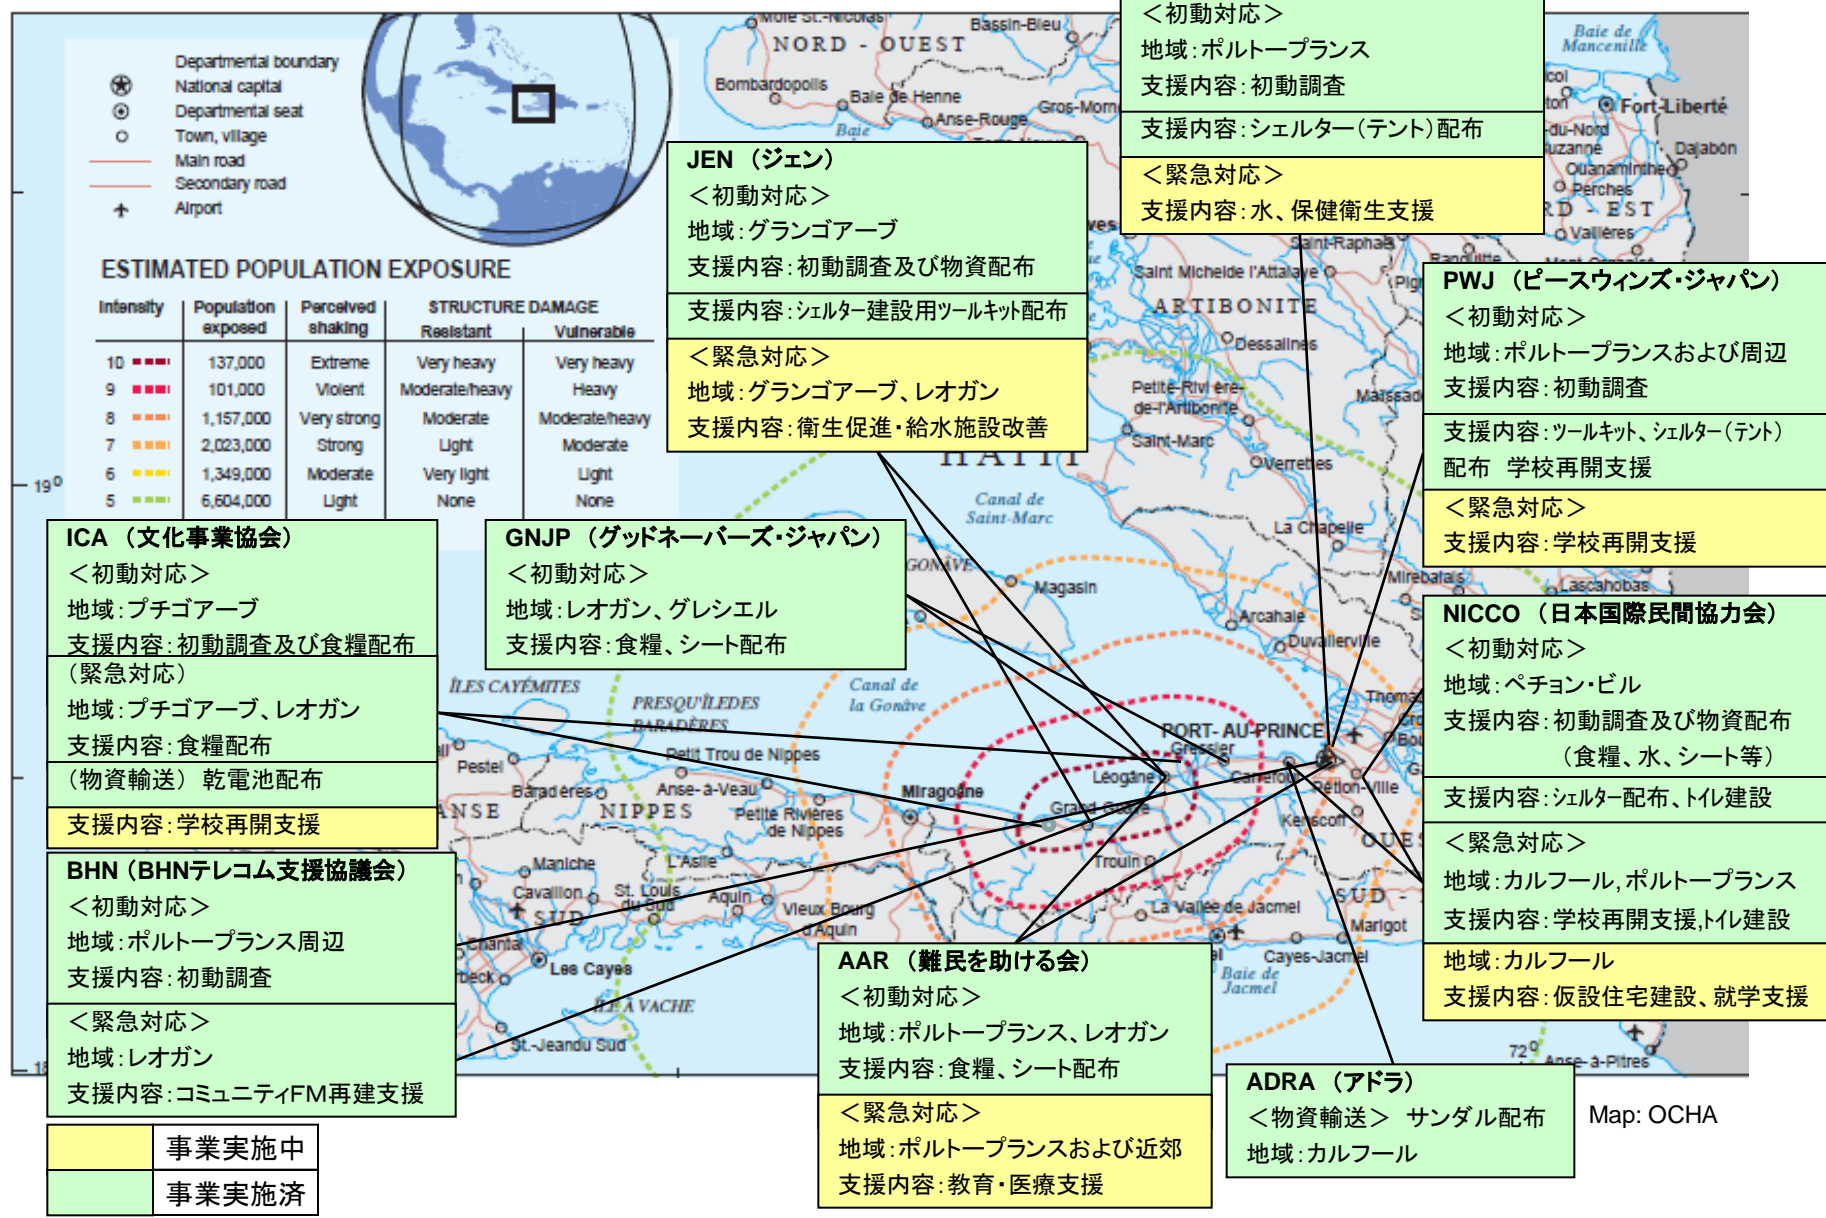 Departmental boundary
National capital
Departmental seat
Town, village
Main road
Secondary road
Airport
ESTIMATED POPULATION EXPOSURE
Intensity Population exposed Perceived shaking STRUCTURE DAMAGE
Resistant Vulnerable
10 137,000 Extreme Very heavy Very heavy
9 101,000 Violent Moderate/heavy Heavy
8 1,157,000 Very strong Moderate Moderate/heavy
7 2,023,000 Strong Light Moderate
6 1,349,000 Moderate Very light Light
5 6,604,000 Light None None
<初動対応>
地域:ポルトープランス
支援内容:初動調査
支援内容:シェルター(テント)配布
<緊急対応>
支援内容:水、保健衛生支援
JEN (ジェン)
<初動対応>
地域:グランゴアーブ
支援内容:初動調査及び物資配布
支援内容:シェルター建設用ツールキット配布
<緊急対応>
地域:グランゴアーブ、レオガン
支援内容:衛生促進・給水施設改善
PWJ (ピースウィンズ・ジャパン)
<初動対応>
地域:ポルトープランスおよび周辺
支援内容:初動調査
支援内容:ツールキット、シェルター(テント)
配布 学校再開支援
<緊急対応>
支援内容:学校再開支援
ICA (文化事業協会)
<初動対応>
地域:プチゴアーブ
支援内容:初動調査及び食糧配布
(緊急対応)
地域:プチゴアーブ、レオガン
支援内容:食糧配布
(物資輸送) 乾電池配布
支援内容:学校再開支援
GNJP (グッドネーバーズ・ジャパン)
<初動対応>
地域:レオガン、グレシエル
支援内容:食糧、シート配布
NICCO (日本国際民間協力会)
<初動対応>
地域:ペチョン・ビル
支援内容:初動調査及び物資配布
(食糧、水、シート等)
支援内容:シェルター配布、トイレ建設
<緊急対応>
地域:カルフール,ポルトープランス
支援内容:学校再開支援,トイレ建設
地域:カルフール
支援内容:仮設住宅建設、就学支援
BHN (BHNテレコム支援協議会)
<初動対応>
地域:ポルトープランス周辺
支援内容:初動調査
<緊急対応>
地域:レオガン
支援内容:コミュニティFM再建支援
AAR (難民を助ける会)
<初動対応>
地域:ポルトープランス、レオガン
支援内容:食糧、シート配布
<緊急対応>
地域:ポルトープランスおよび近郊
支援内容:教育・医療支援
ADRA (アドラ)
<物資輸送> サンダル配布
地域:カルフール
事業実施中
事業実施済
Map: OCHA
Môle St.-Nicolas
Bassin-Bleu
NORD - OUEST
Bombardopolis
Baie de Henne
Anse-Rouge
Gros-Morn
Baie
Baie de
Mancenille
Fort-Liberté
-du-Nord
Dajabón
Ouanaminthe
Perches
RD - EST
Vallières
Saint-Raphaël
Saint Michelde l'Attalaye
ARTIBONITE
Dessalines
Petite-Rivière-
de-l'Artibonite
Saint-Marc
Verrettes
HAITI
Canal de
Saint-Marc
La Chapelle
Mirebalais
Lascahobas
19°
GONÂVE
Magasin
Arcahaie
Duvallierville
ÎLES CAYÉMITES
PRESQU'ÎLEDES
BARADÈRES
Canal de
la Gonâve
PORT-AU-PRINCE
Gressier
Petit Trou de Nippes
Pestel
Baradères
Anse-à-Veau
Léogâne
Carrefour
Pétion-Ville
Miragoâne
Grand-Goâve
ANSE
NIPPES
Petite Rivières
de Nippes
Kenscoff
Trouin
L'Asile
Maniche
Cavaillon
St. Louis
du Sud
Aquin
Vieux Bourg
d'Aquin
SUD
La Vallée de Jacmel
SUD -
Marigot
Cayes-Jacmel
Baie de
Jacmel
Chantal
Les Cayes
ÎLE À VACHE
St.-Jeandu Sud
72°
Anse-à-Pitres